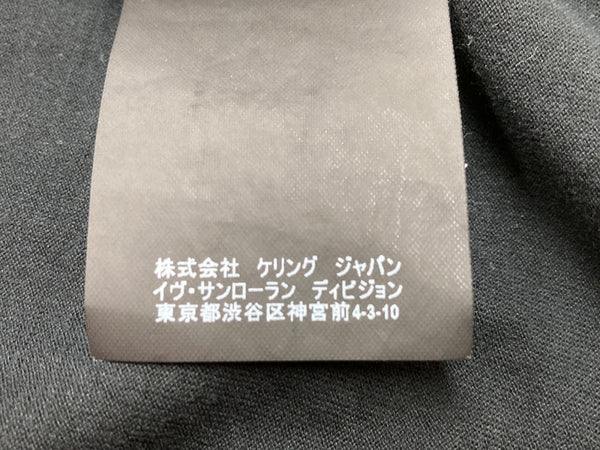 株式会社 ケリング ジャパン
イヴ・サンローラン ディビジョン
東京都渋谷区神宮前4-3-10